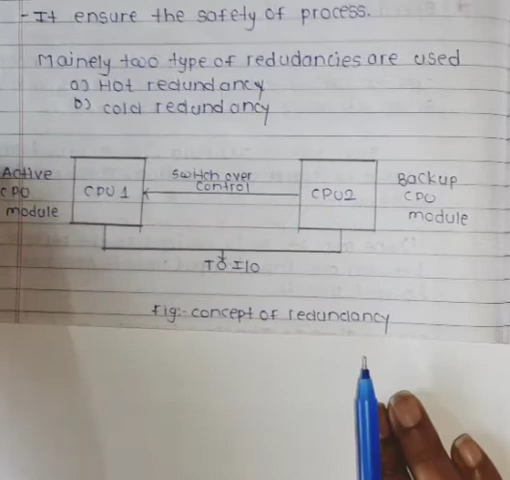 - It ensure the safety of process.
Mainely two type of redudancies are used
a) Hot redundancy
b) cold redundancy
Active
CPU
module
CPU 1
Switch over
control
CPU2
Backup
CPU
module
To I/O
Fig:- concept of redundancy